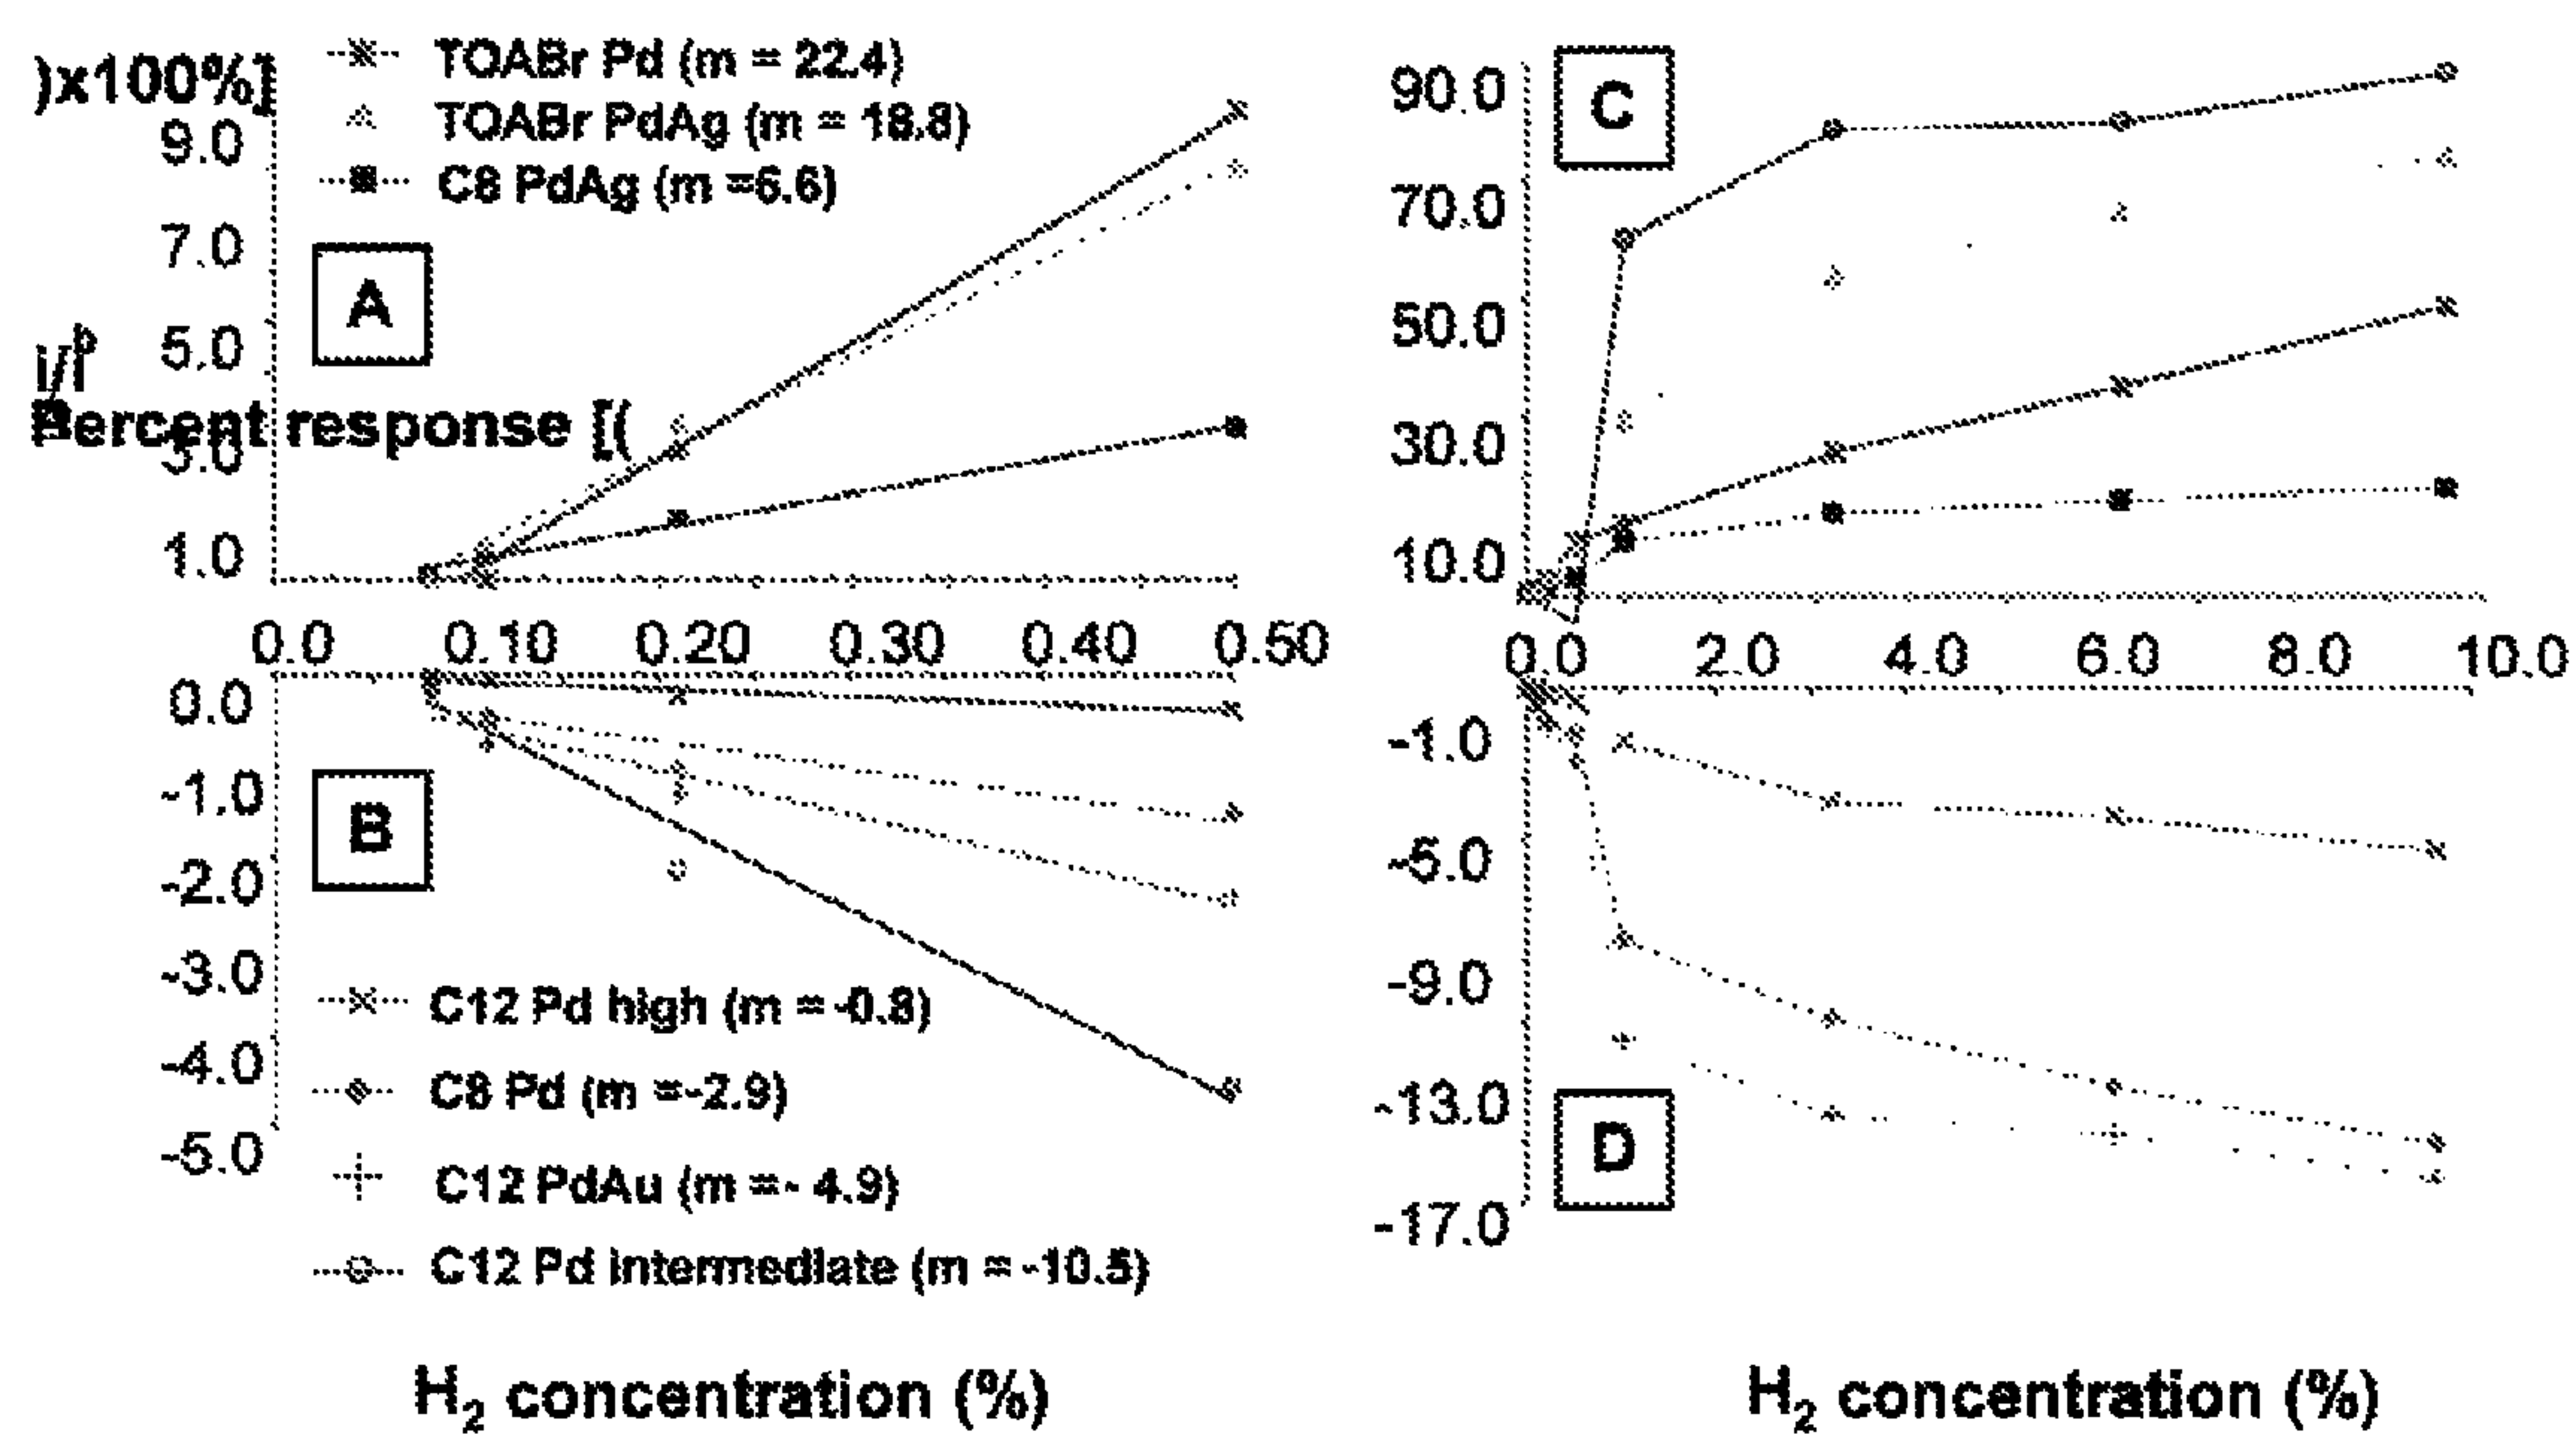 )x100%]
TOABr Pd (m = 22.4)
TOABr PdAg (m = 18.8)
C8 PdAg (m =6.6)
9.0
7.0
5.0
3.0
1.0
A
i/i
Percent response [(
0.0 0.10 0.20 0.30 0.40 0.50
0.0
-1.0
-2.0
-3.0
-4.0
-5.0
B
C12 Pd high (m = -0.8)
C8 Pd (m =-2.9)
C12 PdAu (m =- 4.9)
C12 Pd intermediate (m = -10.5)
H2 concentration (%)
90.0
70.0
50.0
30.0
10.0
C
0.0 2.0 4.0 6.0 8.0 10.0
-1.0
-5.0
-9.0
-13.0
-17.0
D
H2 concentration (%)